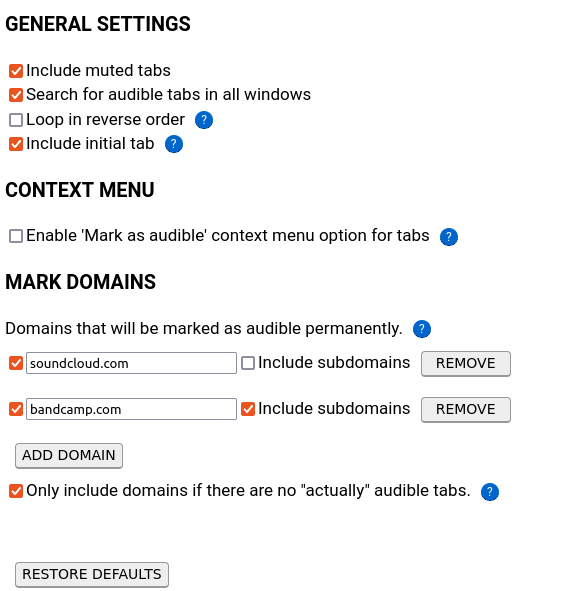 GENERAL SETTINGS
Include muted tabs
Search for audible tabs in all windows
Loop in reverse order ?
Include initial tab ?
CONTEXT MENU
Enable 'Mark as audible' context menu option for tabs ?
MARK DOMAINS
Domains that will be marked as audible permanently. ?
soundcloud.com Include subdomains REMOVE
bandcamp.com Include subdomains REMOVE
ADD DOMAIN
Only include domains if there are no "actually" audible tabs. ?
RESTORE DEFAULTS